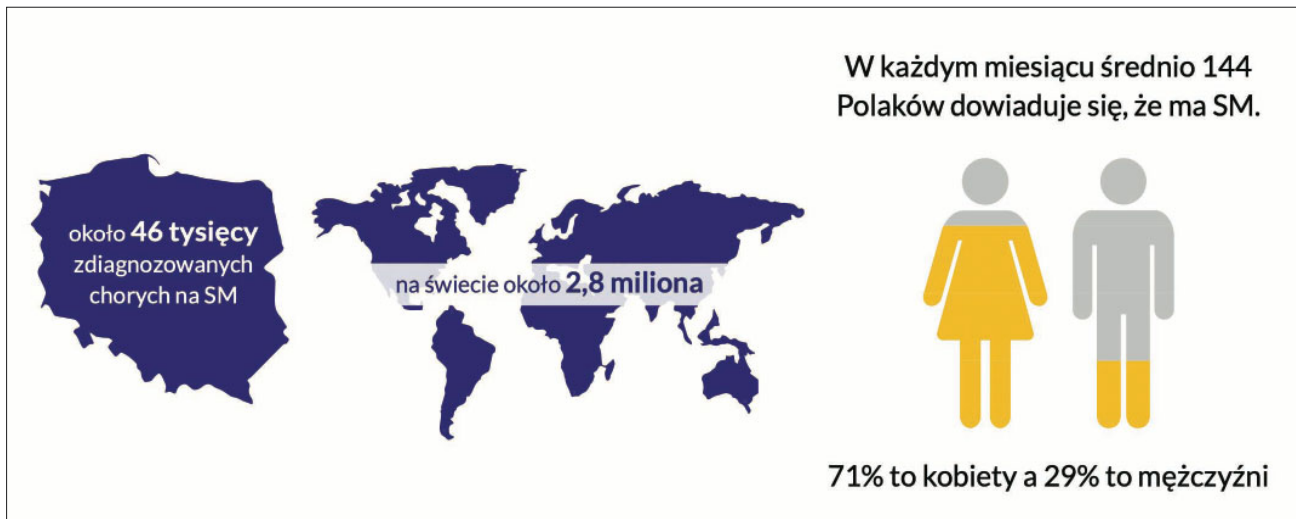 około 46 tysięcy
zdiagnozowanych
chorych na SM
na świecie około 2,8 miliona
W każdym miesiącu średnio 144
Polaków dowiaduje się, że ma SM.
71% to kobiety a 29% to mężczyźni